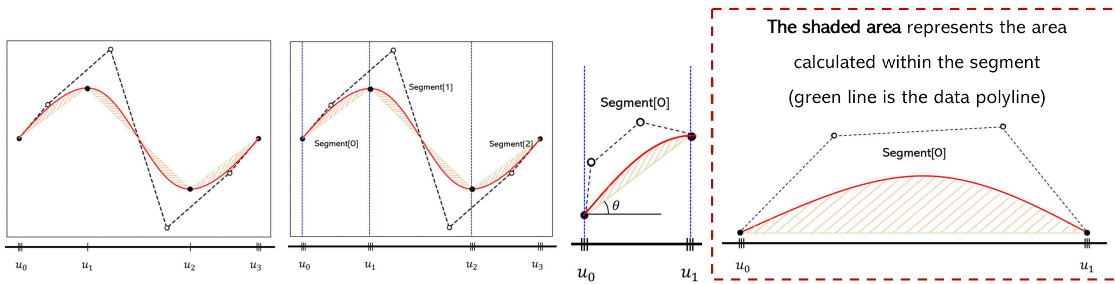 u₀ u₁ u₂ u₃
Segment[1]
Segment[0]
Segment[2]
u₀ u₁ u₂ u₃
Segment[0]
θ
u₀ u₁
The shaded area represents the area
calculated within the segment
(green line is the data polyline)
Segment[0]
u₀ u₁